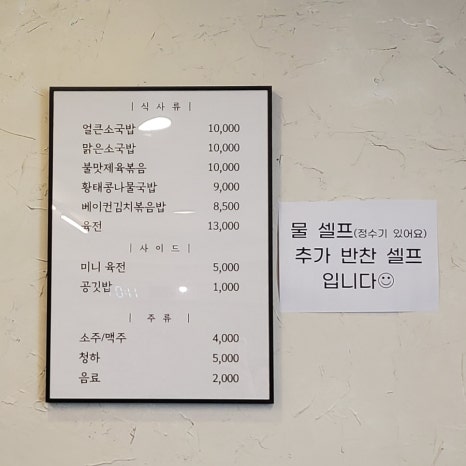 | 식 사 류 |
얼큰소국밥 10,000
맑은소국밥 10,000
불맛제육볶음 10,000
황태콩나물국밥 9,000
베이컨김치볶음밥 8,500
육전 13,000
| 사 이 드 |
미니 육전 5,000
공깃밥 1,000
| 주 류 |
소주/맥주 4,000
청하 5,000
음료 2,000
물 셀프(정수기 있어요)
추가 반찬 셀프
입니다☺